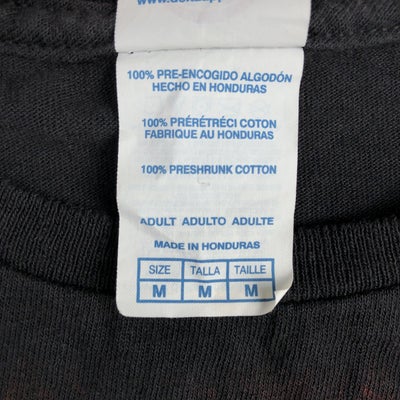 100% PRE-ENCOGIDO ALGODÓN
HECHO EN HONDURAS
100% PRÉRÉTRÉCI COTON
FABRIQUE AU HONDURAS
100% PRESHRUNK COTTON
ADULT ADULTO ADULTE
MADE IN HONDURAS
SIZE TALLA TAILLE
M M M